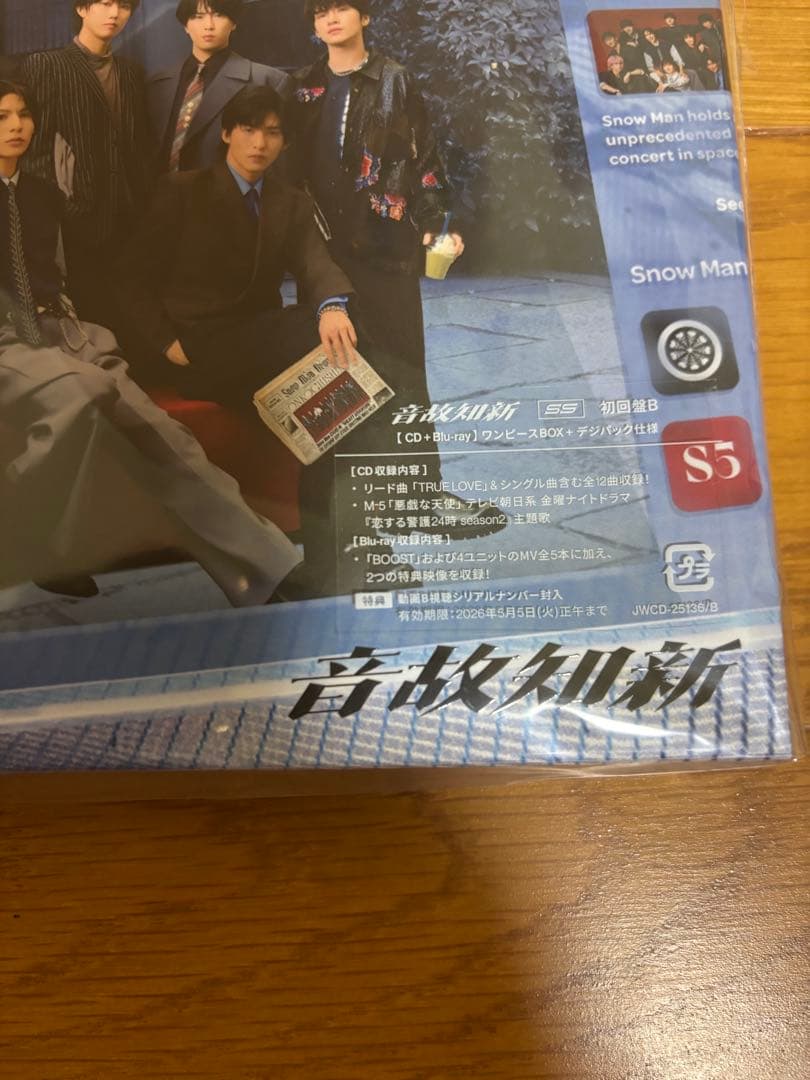 Snow Man holds
unprecedented
concert in space
See
Snow Man
Snow Man News
S5
音故知新 SS 初回盤B
【CD+Blu-ray】ワンピースBOX+デジパック仕様
[CD収録内容]
・リード曲「TRUE LOVE」&シングル曲含む全12曲収録!
・M-5「悪戯な天使」テレビ朝日系 金曜ナイトドラマ
『恋する警護24時 season2』主題歌
[Blu-ray収録内容]
・「BOOST」および4ユニットのMV全5本に加え、
2つの特典映像を収録!
特典 動画B視聴シリアルナンバー封入
有効期限:2026年5月5日(火)正午まで
プラ
JWCD-25136/B
音故知新